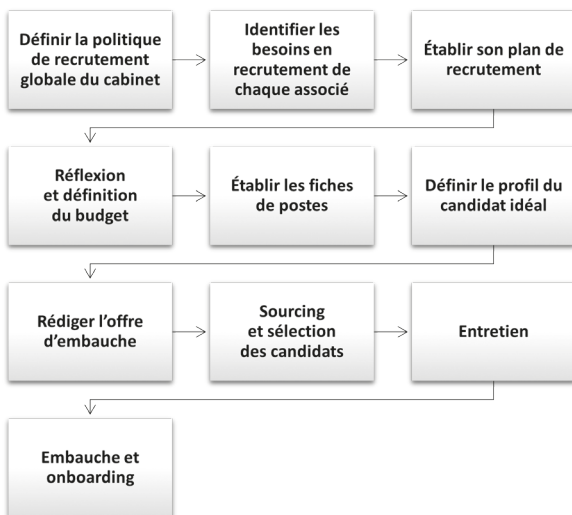 Définir la politique
de recrutement
globale du cabinet
Identifier les
besoins en
recrutement de
chaque associé
Établir son plan de
recrutement
Réflexion
et définition
du budget
Établir les fiches
de postes
Définir le profil du
candidat idéal
Rédiger l’offre
d’embauche
Sourcing
et sélection
des candidats
Entretien
Embauche et
onboarding